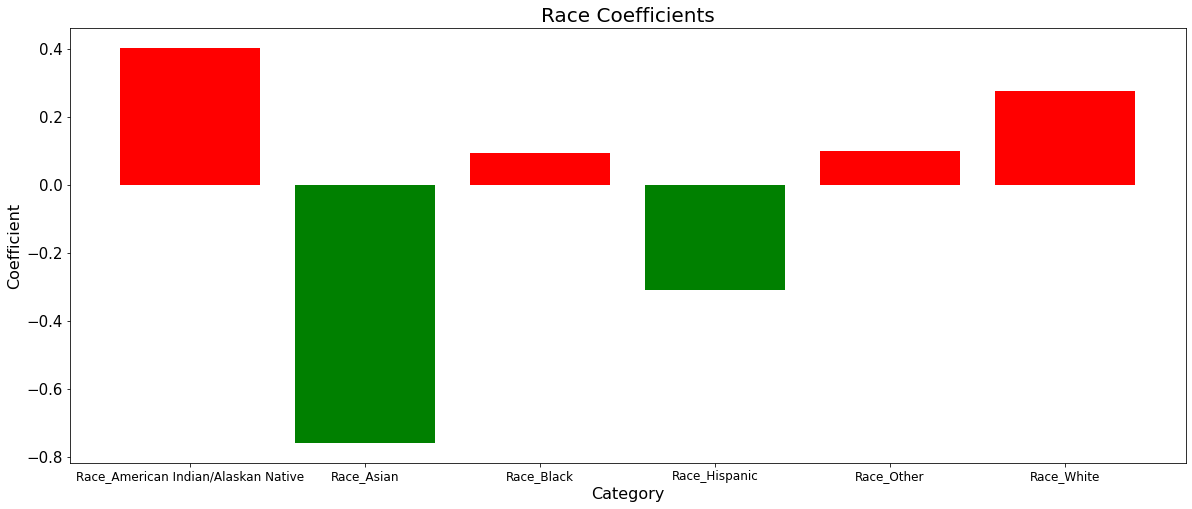 Race Coefficients
Coefficient
0.4
0.2
0.0
−0.2
−0.4
−0.6
−0.8
Race_American Indian/Alaskan Native Race_Asian Race_Black Race_Hispanic Race_Other Race_White
Category